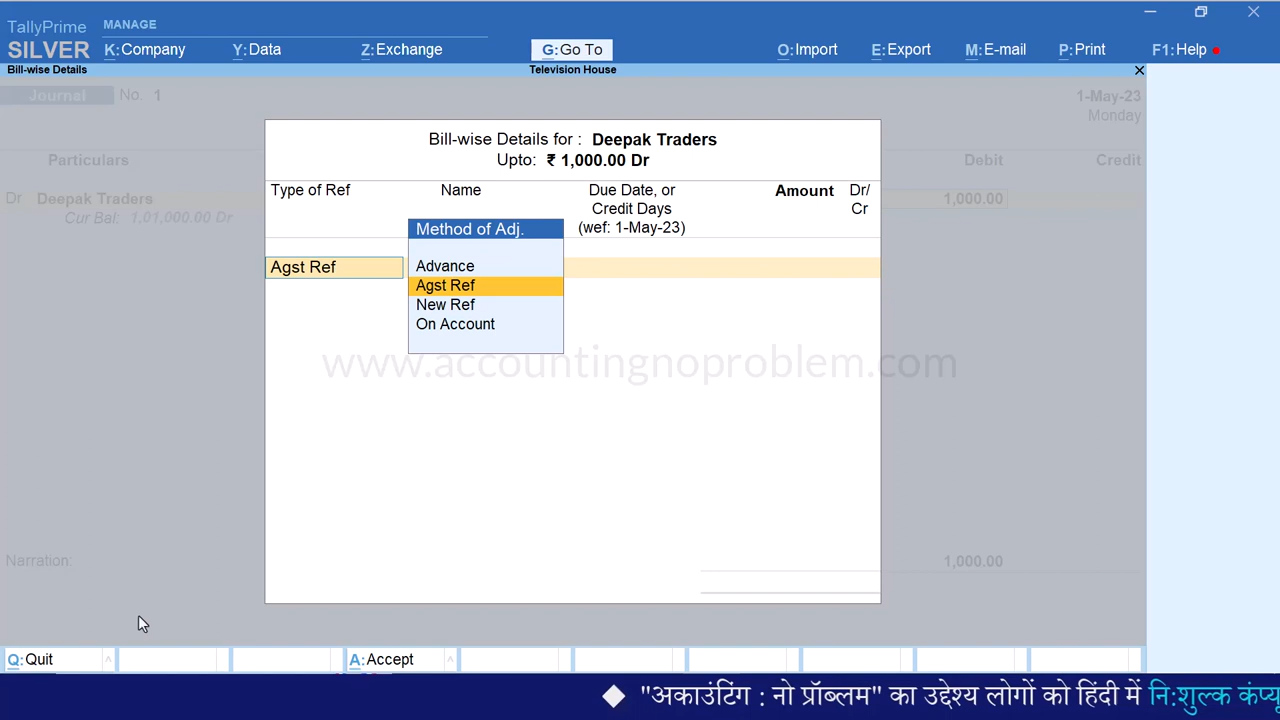 TallyPrime MANAGE
SILVER K:Company Y:Data Z:Exchange G:Go To O:Import E:Export M:E-mail P:Print F1:Help
Bill-wise Details Television House
Journal No. 1 1-May-23
Monday
Particulars Debit Credit
Dr Deepak Traders 1,000.00
Cur Bal: 1,01,000.00 Dr
Bill-wise Details for : Deepak Traders
Upto: ₹ 1,000.00 Dr
Type of Ref Name Due Date, or Amount Dr/
Credit Days Cr
(wef: 1-May-23)
Method of Adj.
Advance
Agst Ref Agst Ref
New Ref
On Account
www.accountingnoproblem.com
Narration: 1,000.00
Q:Quit A:Accept
"अकाउंटिंग : नो प्रॉब्लम" का उद्देश्य लोगों को हिंदी में नि:शुल्क कंप्यू